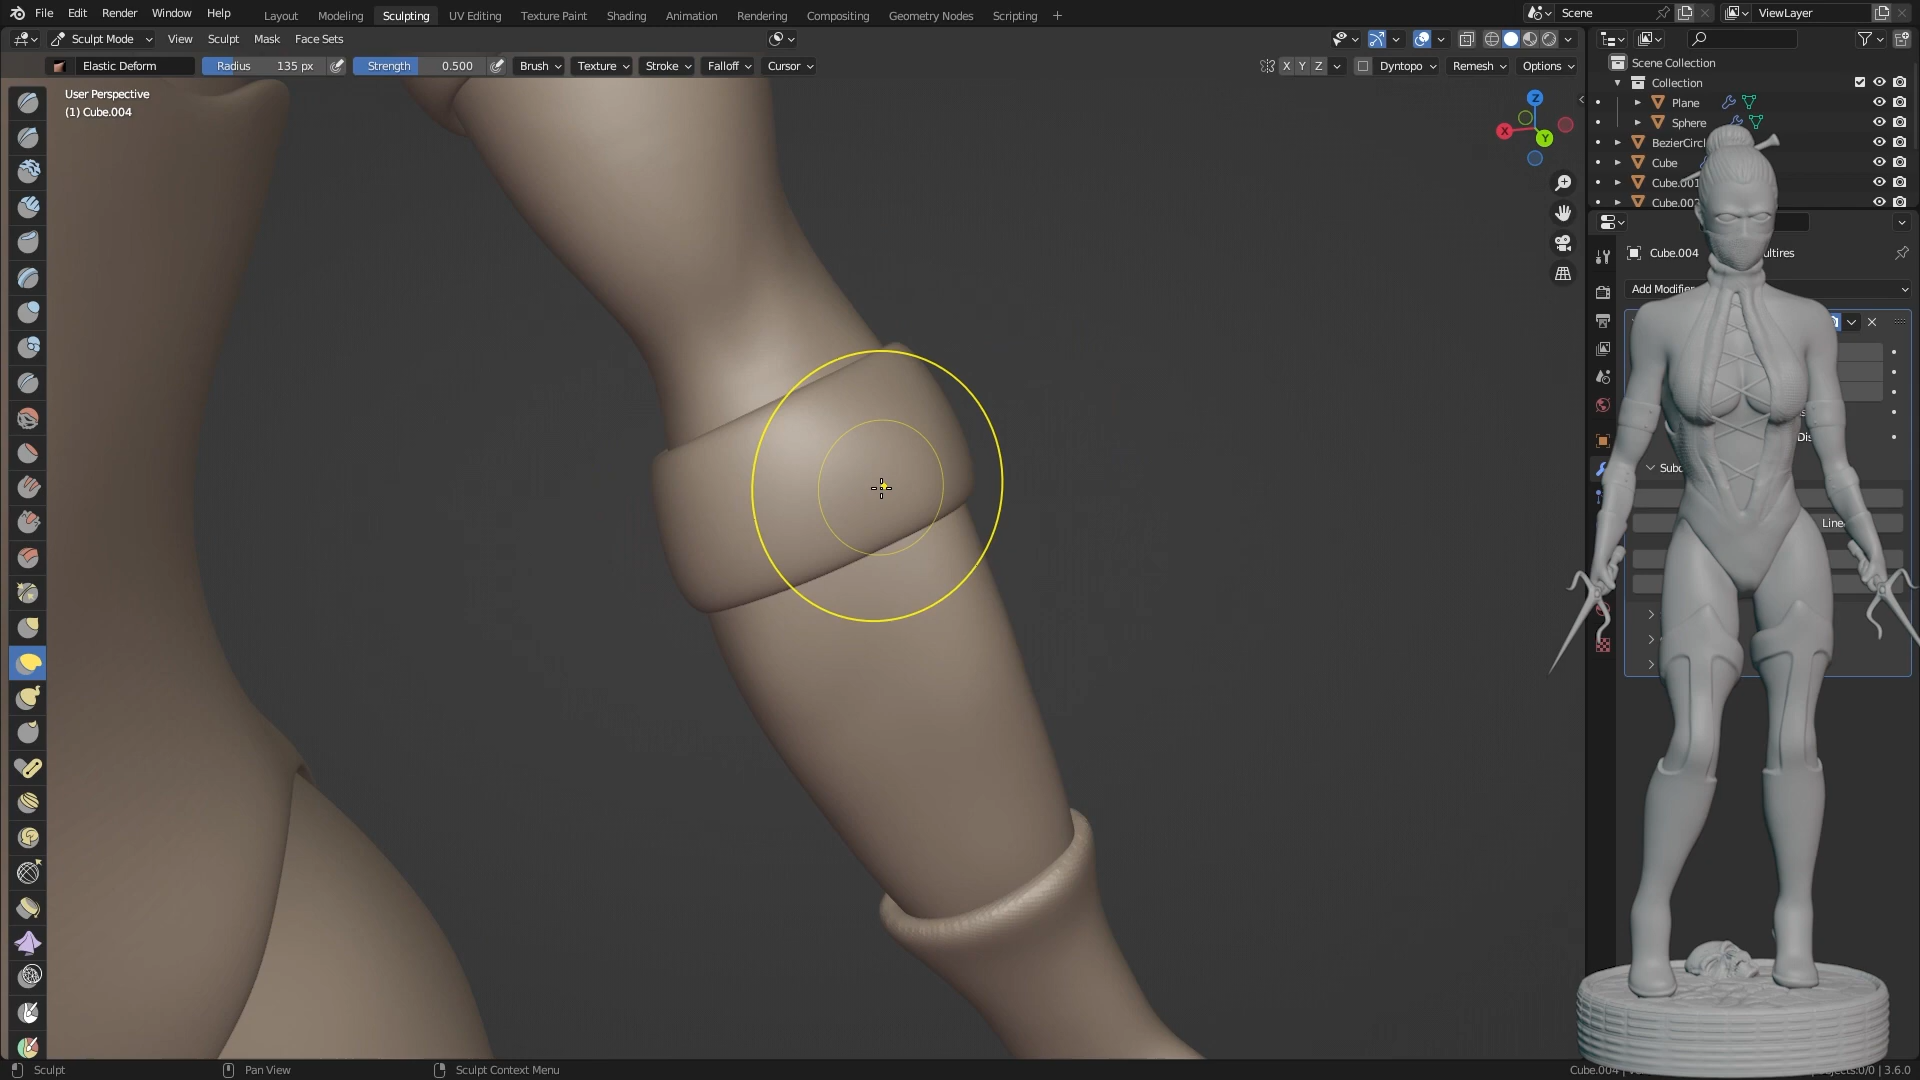 File Edit Render Window Help Layout Modeling Sculpting UV Editing Texture Paint Shading Animation Rendering Compositing Geometry Nodes Scripting + Scene ViewLayer
Sculpt Mode View Sculpt Mask Face Sets
Elastic Deform Radius 135 px Strength 0.500 Brush Texture Stroke Falloff Cursor X Y Z Dyntopo Remesh Options
User Perspective
(1) Cube.004
Z
X
Y
Scene Collection
Collection
Plane
Sphere
BezierCircl
Cube
Cube.001
Cube.004
ultires
Add Modifier
Dis
Subd
Line
Sculpt Pan View Sculpt Context Menu Cube.004 | 0/0 | 3.6.0